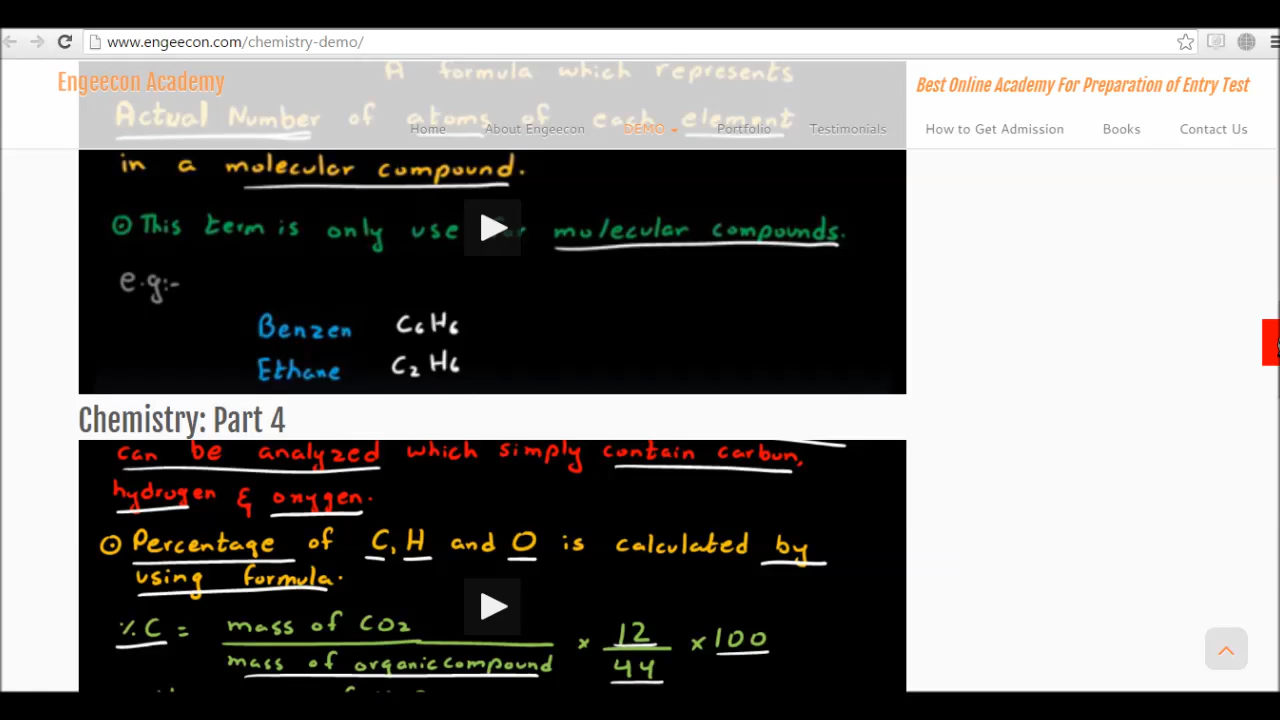 www.engeecon.com/chemistry-demo/
A formula which represents
Engeecon Academy
Best Online Academy For Preparation of Entry Test
Actual Number of atoms of each element
Home About Engeecon DEMO Portfolio Testimonials How to Get Admission Books Contact Us
in a molecular compound.
This term is only use for molecular compounds.
e.g:-
Benzen C₆H₆
Ethane C₂H₆
Chemistry: Part 4
can be analyzed which simply contain carbon,
hydrogen & oxygen.
Percentage of C, H and O is calculated by
using formula.
%C = mass of CO₂ / mass of organic compound × 12/44 × 100